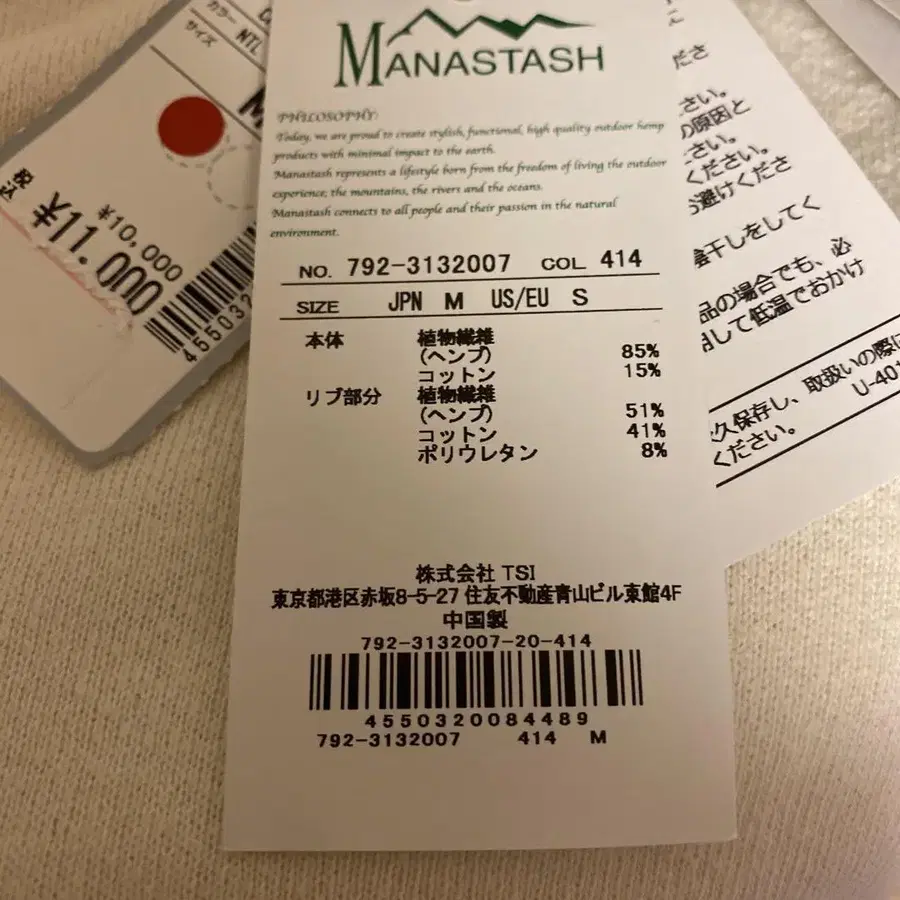 カラー
NTL
サイズ
税込
¥10,000
¥11.000
MANASTASH
PHILOSOPHY:
Today, we are proud to create stylish, functional, high quality outdoor hemp
products with minimal impact to the earth.
Manastash represents a lifestyle born from the freedom of living the outdoor
experience, the mountains, the rivers and the oceans.
Manastash connects to all people and their passion in the natural
environment.
NO. 792-3132007 COL 414
SIZE JPN M US/EU S
本体 植物繊維
(ヘンプ) 85%
コットン 15%
リブ部分 植物繊維
(ヘンプ) 51%
コットン 41%
ポリウレタン 8%
株式会社 TSI
東京都港区赤坂8-5-27 住友不動産青山ビル東館4F
中国製
792-3132007-20-414
4550320084489
792-3132007 414 M
ださ
さい。
の原因と
さい。
ください。
避けくださ
干しをしてく
品の場合でも、必
して低温でおかけ
久保存し、取扱いの際に
ください。
U-401